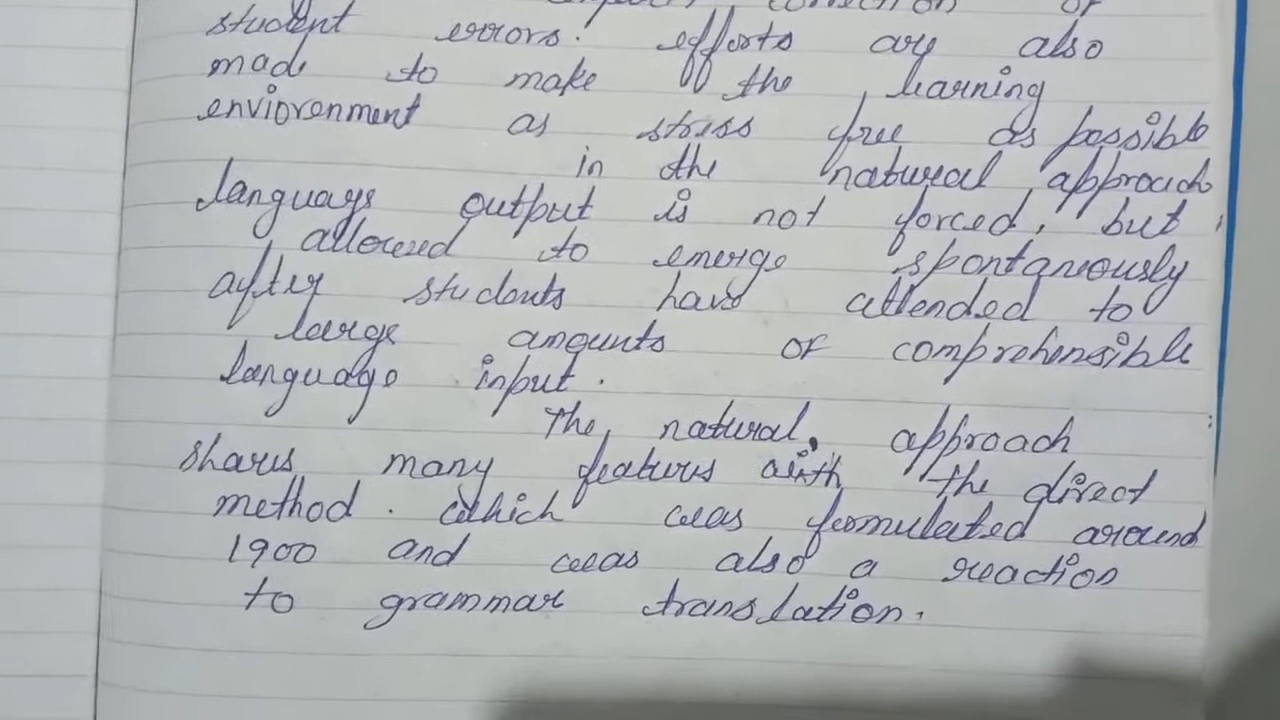 correction of
student errors. efforts are also
made to make the learning
enviorenment as stress free as possible
in the natural approach
language output is not forced, but
allowed to emerge spontaneously
after students have attended to
large amounts of comprehensible
language input.
The natural, approach
shares many features with the direct
method. which was formulated around
1900 and was also a reaction
to grammar translation.